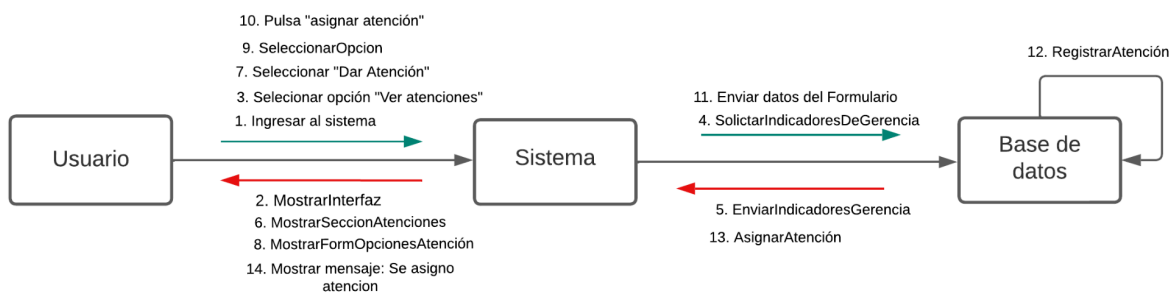 10. Pulsa "asignar atención"
9. SeleccionarOpcion
7. Seleccionar "Dar Atención"
3. Selecionar opción "Ver atenciones"
1. Ingresar al sistema
12. RegistrarAtención
11. Enviar datos del Formulario
4. SolictarIndicadoresDeGerencia
Usuario
Sistema
Base de
datos
2. MostrarInterfaz
6. MostrarSeccionAtenciones
8. MostrarFormOpcionesAtención
14. Mostrar mensaje: Se asigno
atencion
5. EnviarIndicadoresGerencia
13. AsignarAtención